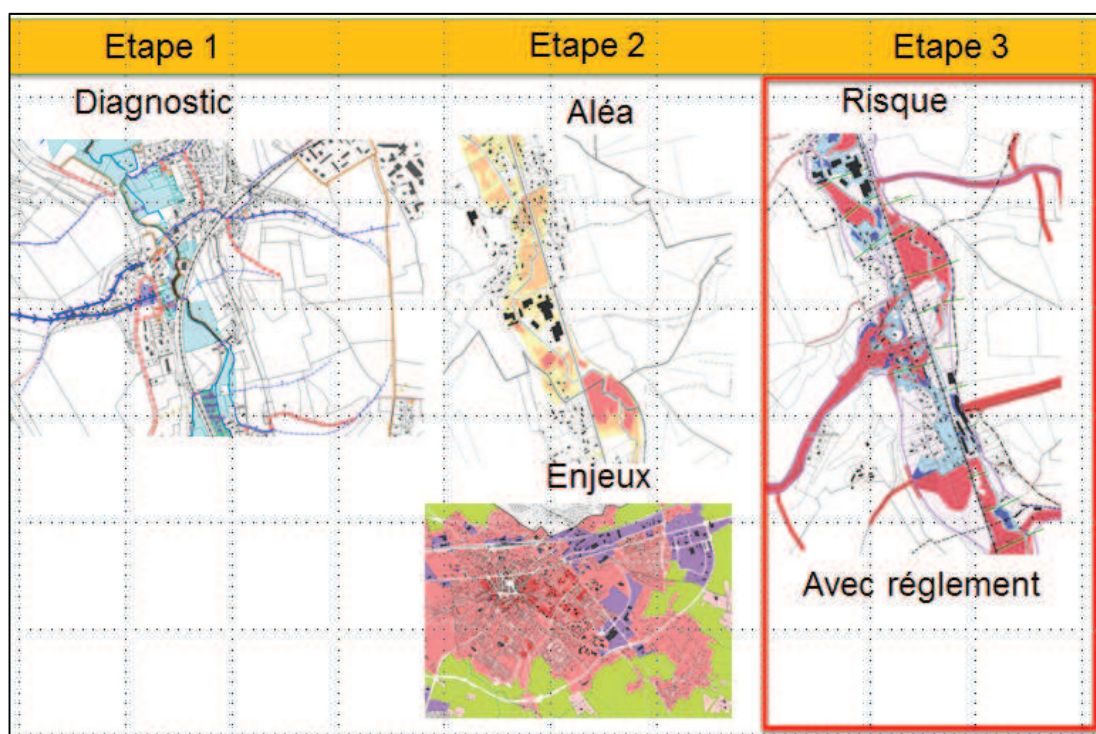 Etape 1
Etape 2
Etape 3
Diagnostic
Aléa
Risque
Enjeux
Avec réglement